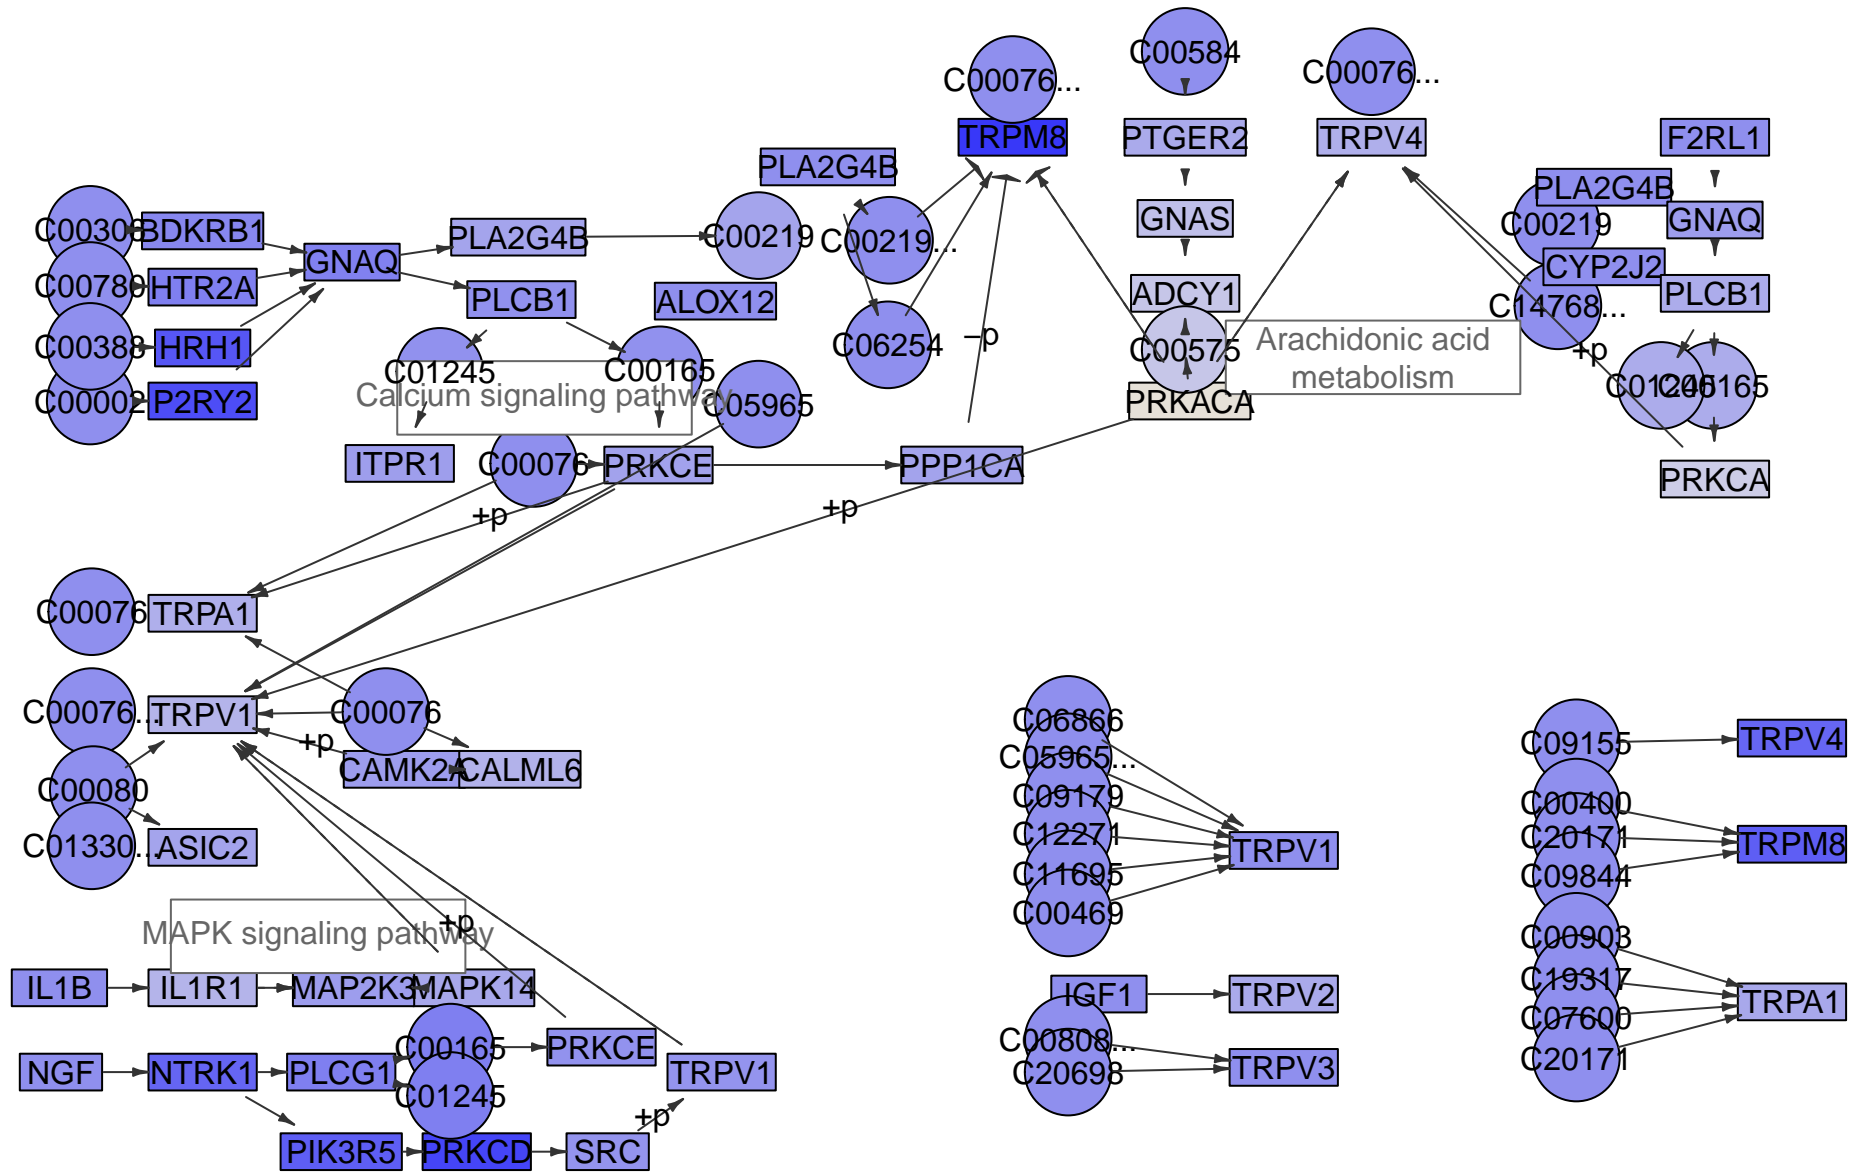 C00584
C00076...
C00076...
TRPM8
PTGER2
TRPV4
F2RL1
PLA2G4B
PLA2G4B
BDKRB1
PLA2G4B
C00219
C00219...
GNAS
C00219
GNAQ
GNAQ
CYP2J2
C00780
HTR2A
PLCB1
ALOX12
ADCY1
PLCB1
C14768...
C00388
HRH1
C06254
–p
C00575
Arachidonic acid
metabolism
+p
C01245
C00165
Calcium signaling pathway
C01245
C00165
C00002
P2RY2
C05965
PRKACA
ITPR1
C00076
PRKCE
PPP1CA
PRKCA
+p
+p
C00076
TRPA1
C00076...
TRPV1
C00076
C06866
+p
C05965...
C09155
TRPV4
CAMK2A
CALML6
C00080
C09179
C00400
C12271
C20171
TRPM8
C01330...
ASIC2
TRPV1
C11695
C09844
C00469
MAPK signaling pathway
+p
C00903
IL1B
IL1R1
MAP2K3
MAPK14
IGF1
TRPV2
C19317
TRPA1
C07600
C00165
PRKCE
C00808...
C20171
NGF
NTRK1
PLCG1
TRPV1
C20698
TRPV3
C01245
+p
PIK3R5
PRKCD
SRC